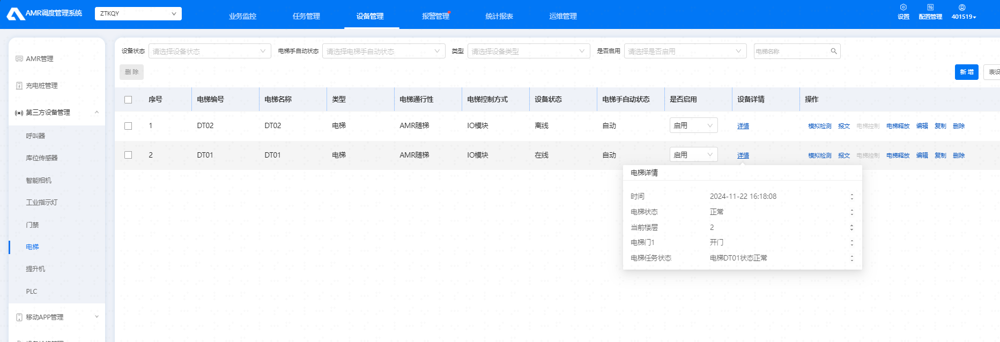 AMR调度管理系统
ZTKQY
业务监控
任务管理
设备管理
报警管理
统计报表
运维管理
设置
配置管理
401519
AMR管理
充电桩管理
第三方设备管理
呼叫器
库位传感器
智能相机
工业指示灯
门禁
电梯
提升机
PLC
移动APP管理
设备状态 请选择设备状态 电梯手自动状态 请选择电梯手自动状态 类型 请选择设备类型 是否启用 请选择是否启用 电梯名称
删 除
新 增
表设
序号 电梯编号 电梯名称 类型 电梯通行性 电梯控制方式 设备状态 电梯手自动状态 是否启用 设备详情 操作
1 DT02 DT02 电梯 AMR随梯 IO模块 离线 自动 启用 详情 模拟检测 报文 电梯控制 电梯释放 编辑 复制 删除
2 DT01 DT01 电梯 AMR随梯 IO模块 在线 自动 启用 详情 模拟检测 报文 电梯控制 电梯释放 编辑 复制 删除
电梯详情
时间 2024-11-22 16:18:08
电梯状态 正常
当前楼层 2
电梯门1 开门
电梯任务状态 电梯DT01状态正常